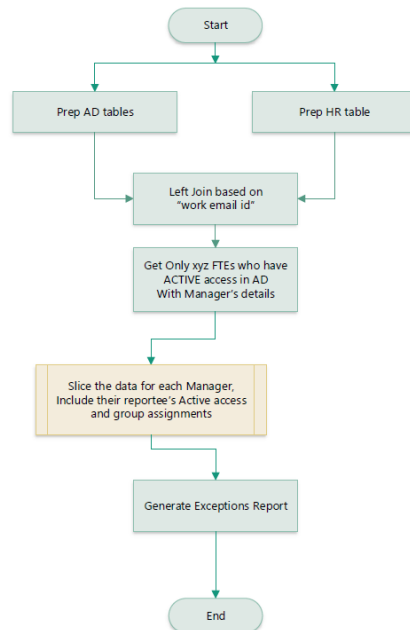 Start
Prep AD tables
Prep HR table
Left Join based on
“work email id”
Get Only xyz FTEs who have
ACTIVE access in AD
With Manager's details
Slice the data for each Manager,
Include their reportee's Active access
and group assignments
Generate Exceptions Report
End